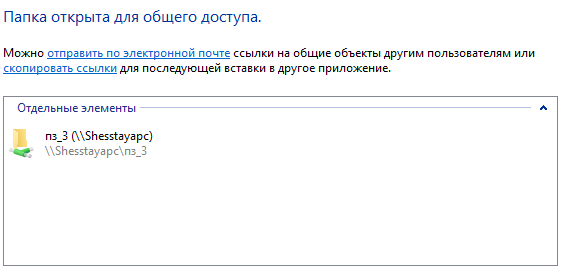 Папка открыта для общего доступа.
Можно отправить по электронной почте ссылки на общие объекты другим пользователям или
скопировать ссылки для последующей вставки в другое приложение.
Отдельные элементы
пз_3 (\\Shesstayapc)
\\Shesstayapc\пз_3